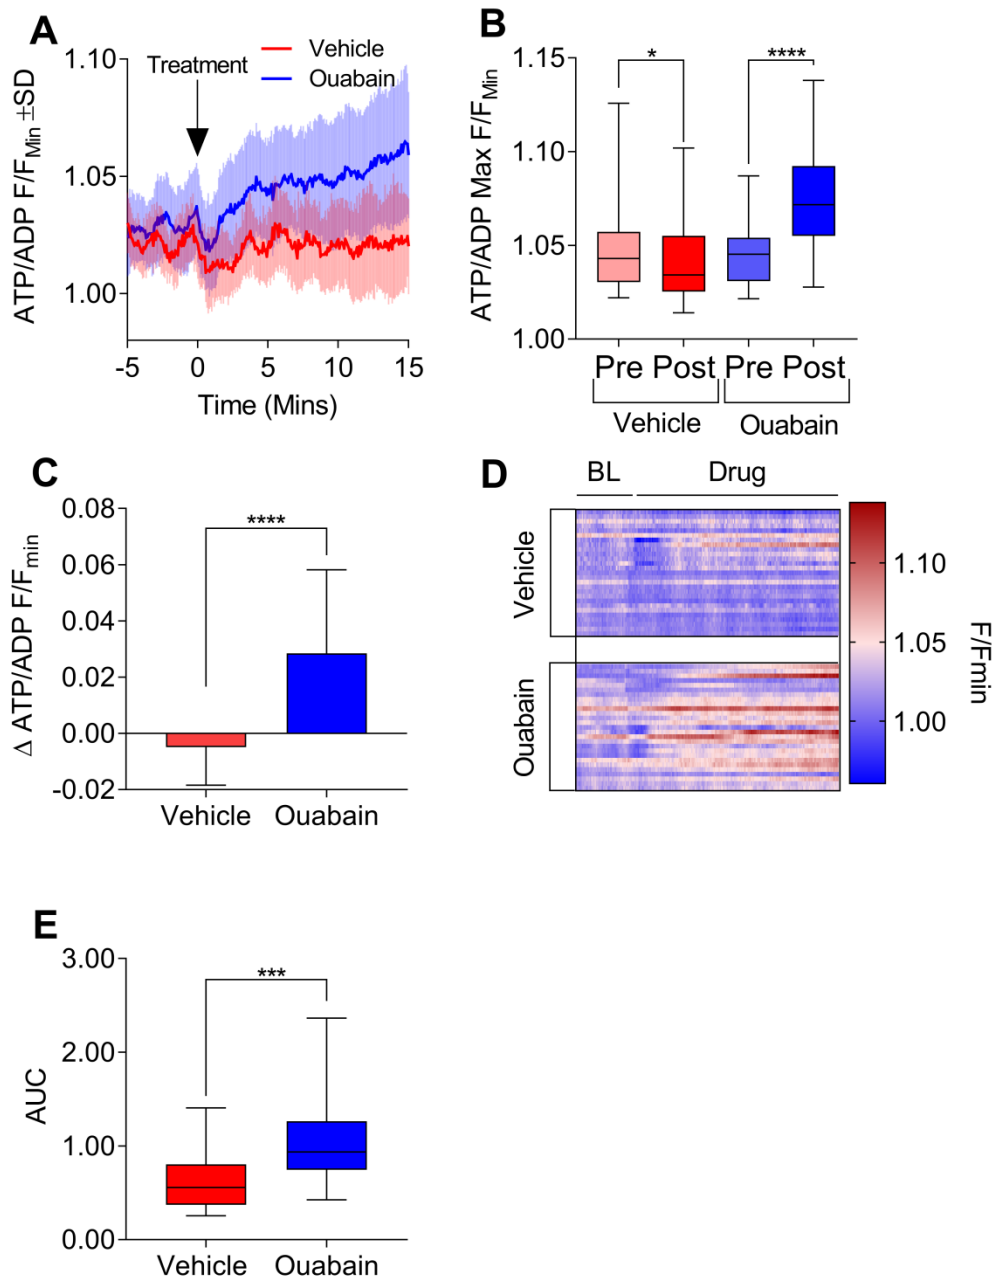 A
Vehicle
Ouabain
Treatment
ATP/ADP F/FMin ±SD
1.10
1.05
1.00
-5 0 5 10 15
Time (Mins)
B
* ****
ATP/ADP Max F/FMin
1.15
1.10
1.05
1.00
Pre Post Pre Post
Vehicle Ouabain
C
****
Δ ATP/ADP F/Fmin
0.08
0.06
0.04
0.02
0.00
-0.02
Vehicle Ouabain
D
BL Drug
Vehicle
Ouabain
1.10
1.05
1.00
F/Fmin
E
***
AUC
3.00
2.00
1.00
0.00
Vehicle Ouabain